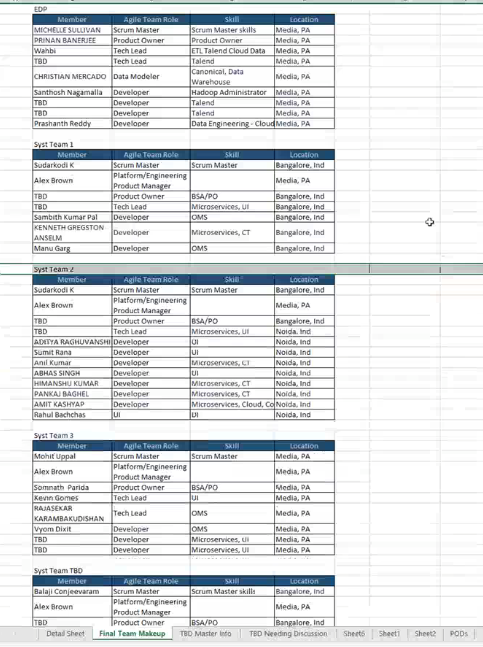 EDP
Member Agile Team Role Skill Location
MICHELLE SULLIVAN Scrum Master Scrum Master skills Media, PA
PRINAN BANERJEE Product Owner Product Owner Media, PA
Wahbi Tech Lead ETL Talend Cloud Data Media, PA
TBD Tech Lead Talend Media, PA
CHRISTIAN MERCADO Data Modeler Canonical, Data Warehouse Media, PA
Santhosh Nagamalla Developer Hadoop Administrator Media, PA
TBD Developer Talend Media, PA
TBD Developer Talend Media, PA
Prashanth Reddy Developer Data Engineering - Cloud Media, PA
Syst Team 1
Member Agile Team Role Skill Location
Sudarkodi K Scrum Master Scrum Master Bangalore, Ind
Alex Brown Platform/Engineering Product Manager Media, PA
TBD Product Owner BSA/PO Bangalore, Ind
TBD Tech Lead Microservices, UI Bangalore, Ind
Sambith Kumar Pal Developer OMS Bangalore, Ind
KENNETH GREGSTON ANSELM Developer Microservices, CT Bangalore, Ind
Manu Garg Developer OMS Bangalore, Ind
Syst Team 2
Member Agile Team Role Skill Location
Sudarkodi K Scrum Master Scrum Master Bangalore, Ind
Alex Brown Platform/Engineering Product Manager Media, PA
TBD Product Owner BSA/PO Bangalore, Ind
TBD Tech Lead Microservices, UI Noida, Ind
ADITYA RAGHUVANSHI Developer UI Noida, Ind
Sumit Rana Developer UI Noida, Ind
Anil Kumar Developer Microservices, CT Noida, Ind
ABHAS SINGH Developer UI Noida, Ind
HIMANSHU KUMAR Developer Microservices, CT Noida, Ind
PANKAJ BAGHEL Developer Microservices, CT Noida, Ind
AMIT KASHYAP Developer Microservices, Cloud, Co Noida, Ind
Rahul Bachchas UI UI Noida, Ind
Syst Team 3
Member Agile Team Role Skill Location
Mohit Uppal Scrum Master Scrum Master Media, PA
Alex Brown Platform/Engineering Product Manager Media, PA
Somnath Parida Product Owner BSA/PO Media, PA
Kevin Gomes Tech Lead UI Media, PA
RAJASEKAR KARAMBAKUDISHAN Tech Lead OMS Media, PA
Vyom Dixit Developer OMS Media, PA
TBD Developer Microservices, UI Media, PA
TBD Developer Microservices, CT Media, PA
Syst Team TBD
Member Agile Team Role Skill Location
Balaji Conjeevaram Scrum Master Scrum Master skills Media, PA
Alex Brown Platform/Engineering Product Manager Media, PA
TBD Product Owner BSA/PO Media, PA
Detail Sheet Final Team Makeup TBD Master Info TBD Needing Discussion Sheet6 Sheet1 Sheet2 PODs